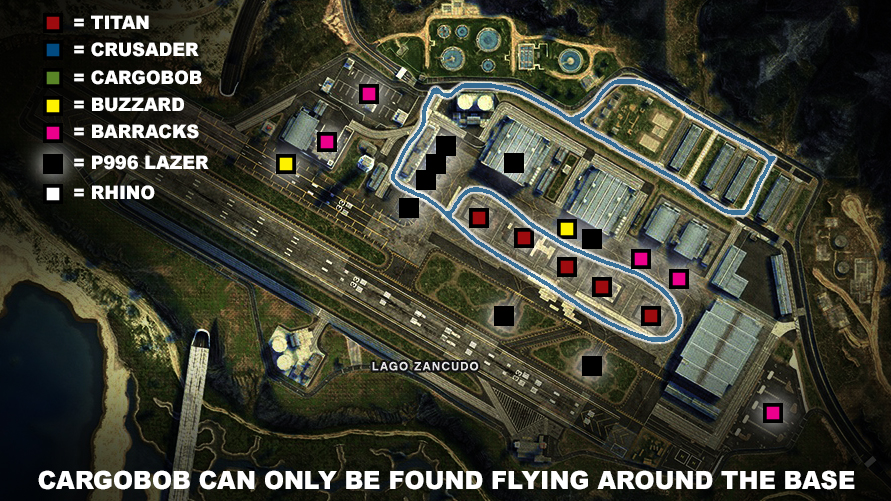 = TITAN
= CRUSADER
= CARGOBOB
= BUZZARD
= BARRACKS
= P996 LAZER
= RHINO
LAGO ZANCUDO
CARGOBOB CAN ONLY BE FOUND FLYING AROUND THE BASE